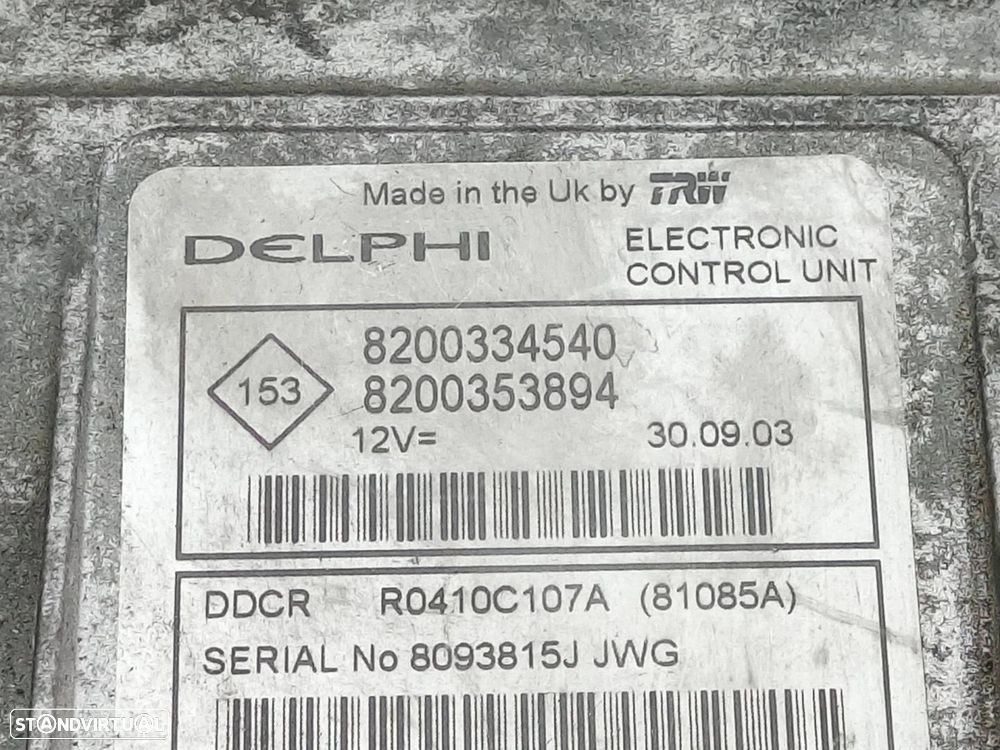 Made in the Uk by TRW
DELPHI
ELECTRONIC
CONTROL UNIT
153
8200334540
8200353894
12V=
30.09.03
DDCR R0410C107A (81085A)
SERIAL No 8093815J JWG
STANDVIRTUAL